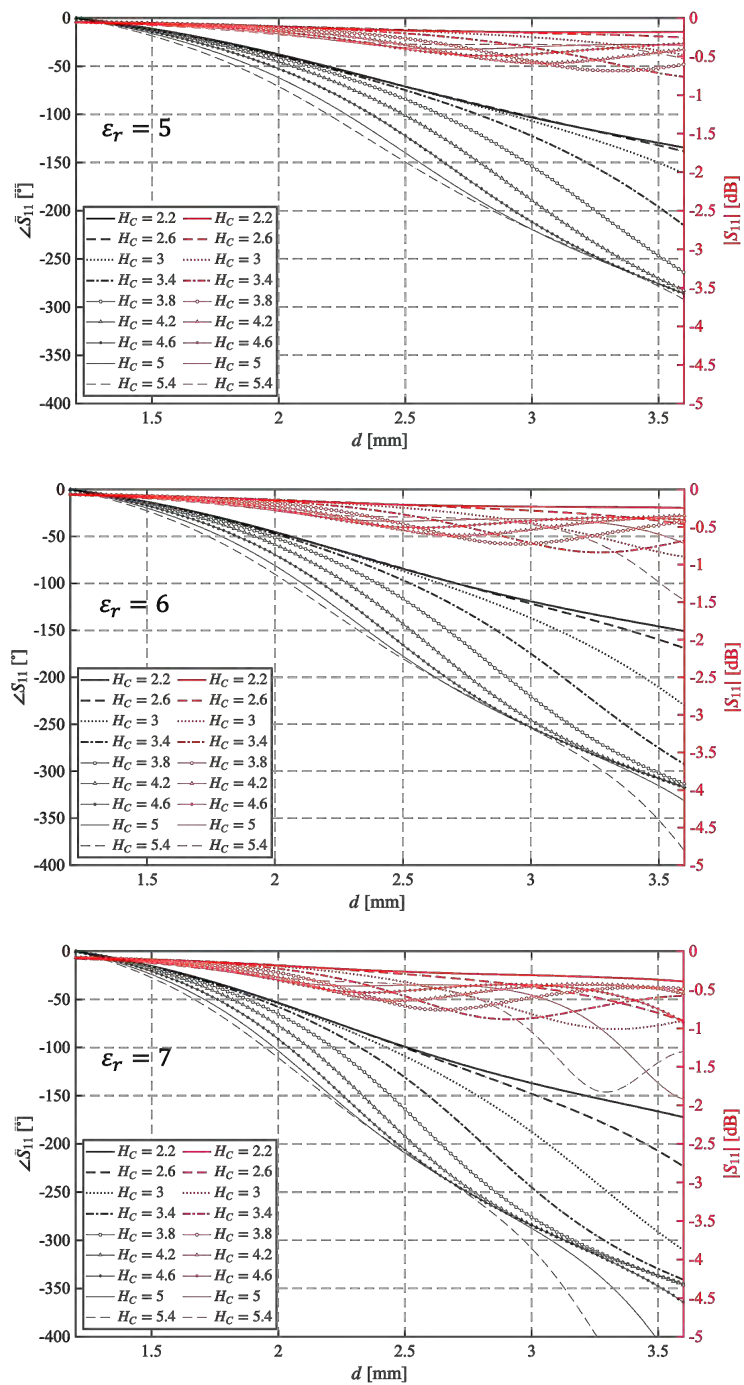 0
-50
-100
-150
-200
-250
-300
-350
-400
∠S̈₁₁ [°]
εᵣ = 5
H_C = 2.2 H_C = 2.2
H_C = 2.6 H_C = 2.6
H_C = 3 H_C = 3
H_C = 3.4 H_C = 3.4
H_C = 3.8 H_C = 3.8
H_C = 4.2 H_C = 4.2
H_C = 4.6 H_C = 4.6
H_C = 5 H_C = 5
H_C = 5.4 H_C = 5.4
0
-0.5
-1
-1.5
-2
-2.5
-3
-3.5
-4
-4.5
-5
|S₁₁| [dB]
1.5 2 2.5 3 3.5
d [mm]
0
-50
-100
-150
-200
-250
-300
-350
-400
∠S₁₁ [°]
εᵣ = 6
H_C = 2.2 H_C = 2.2
H_C = 2.6 H_C = 2.6
H_C = 3 H_C = 3
H_C = 3.4 H_C = 3.4
H_C = 3.8 H_C = 3.8
H_C = 4.2 H_C = 4.2
H_C = 4.6 H_C = 4.6
H_C = 5 H_C = 5
H_C = 5.4 H_C = 5.4
0
-0.5
-1
-1.5
-2
-2.5
-3
-3.5
-4
-4.5
-5
|S₁₁| [dB]
1.5 2 2.5 3 3.5
d [mm]
0
-50
-100
-150
-200
-250
-300
-350
-400
∠S̈₁₁ [°]
εᵣ = 7
H_C = 2.2 H_C = 2.2
H_C = 2.6 H_C = 2.6
H_C = 3 H_C = 3
H_C = 3.4 H_C = 3.4
H_C = 3.8 H_C = 3.8
H_C = 4.2 H_C = 4.2
H_C = 4.6 H_C = 4.6
H_C = 5 H_C = 5
H_C = 5.4 H_C = 5.4
0
-0.5
-1
-1.5
-2
-2.5
-3
-3.5
-4
-4.5
-5
|S₁₁| [dB]
1.5 2 2.5 3 3.5
d [mm]